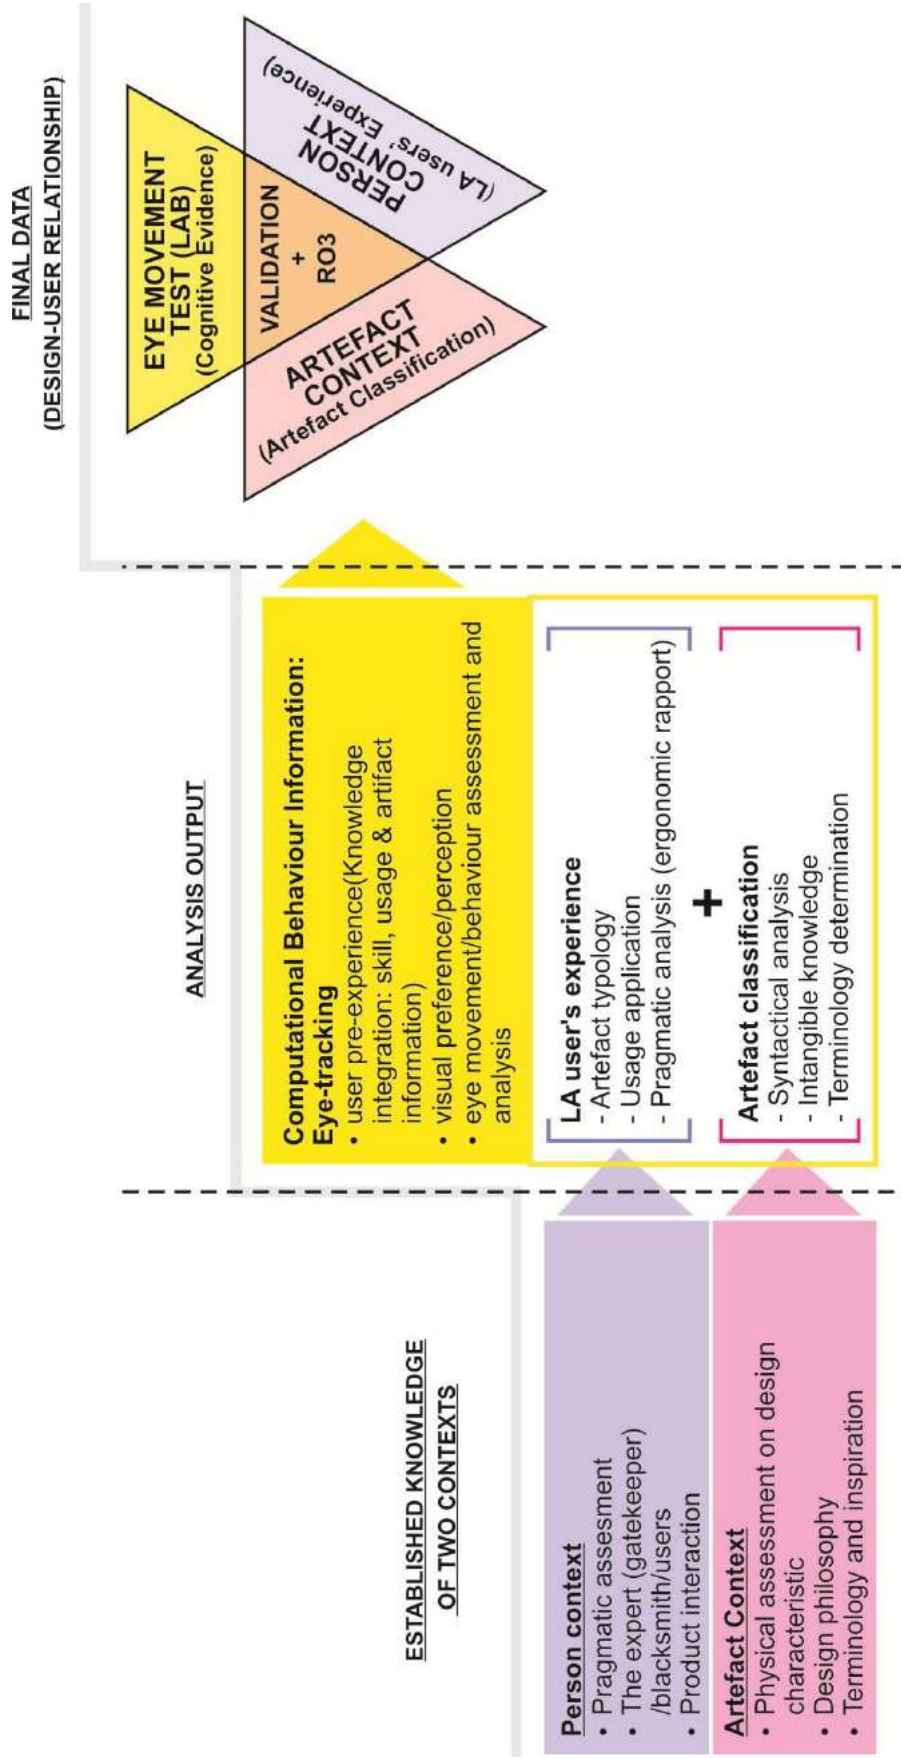 ESTABLISHED KNOWLEDGE
OF TWO CONTEXTS
Person context
• Pragmatic assesment
• The expert (gatekeeper)
/blacksmith/users
• Product interaction
Artefact Context
• Physical assessment on design
characteristic
• Design philosophy
• Terminology and inspiration
ANALYSIS OUTPUT
Computational Behaviour Information:
Eye-tracking
• user pre-experience(Knowledge
integration: skill, usage & artifact
information)
• visual preference/perception
• eye movement/behaviour assessment and
analysis
LA user's experience
- Artefact typology
- Usage application
- Pragmatic analysis (ergonomic rapport)
+
Artefact classification
- Syntactical analysis
- Intangible knowledge
- Terminology determination
FINAL DATA
(DESIGN-USER RELATIONSHIP)
EYE MOVEMENT
TEST (LAB)
(Cognitive Evidence)
VALIDATION
+
RO3
ARTEFACT
CONTEXT
(Artefact Classification)
PERSON
CONTEXT
(LA users' Experience)